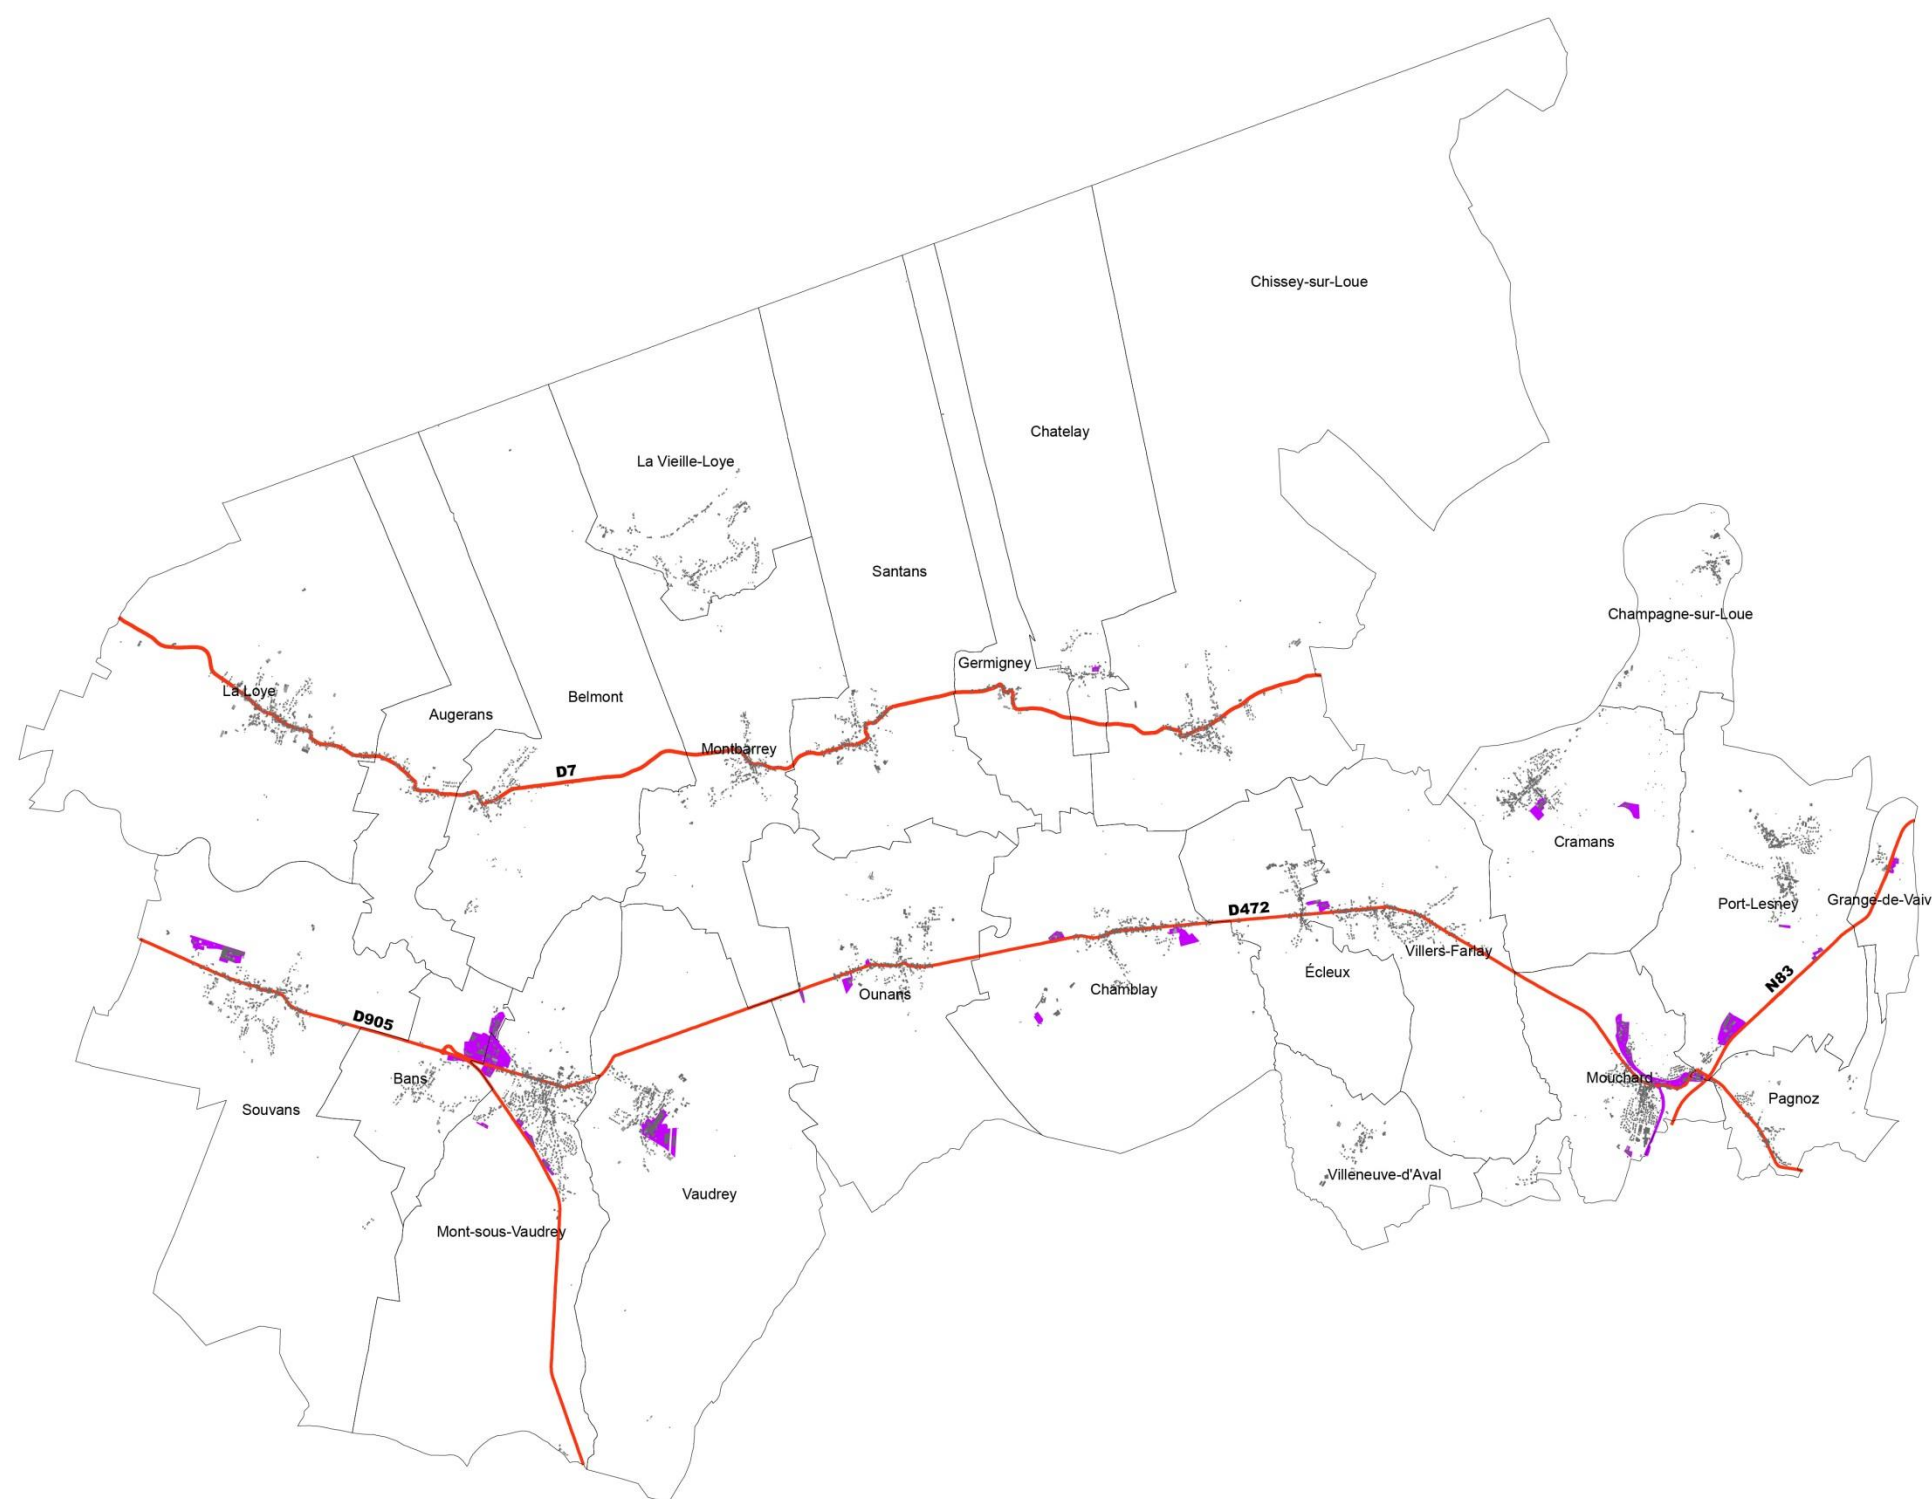 Chissey-sur-Loue
Chatelay
La Vieille-Loye
Santans
Champagne-sur-Loue
Germigney
La Loye
Belmont
Augerans
Montbarrey
D7
Cramans
D472
Port-Lesney
Grange-de-Vaiv
Villers-Farlay
Écleux
N83
Chamblay
Ounans
D905
Bans
Mouchard
Pagnoz
Souvans
Villeneuve-d'Aval
Vaudrey
Mont-sous-Vaudrey